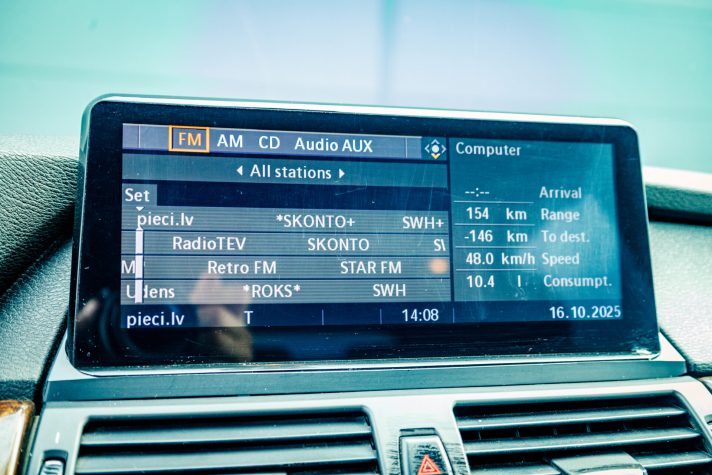 FM AM CD Audio AUX
All stations
Set
pieci.lv *SKONTO+ SWH+
RadioTEV SKONTO
Retro FM STAR FM
*ROKS* SWH
pieci.lv T 14:08
Computer
--:-- Arrival
154 km Range
-146 km To dest.
48.0 km/h Speed
10.4 l Consumpt.
16.10.2025